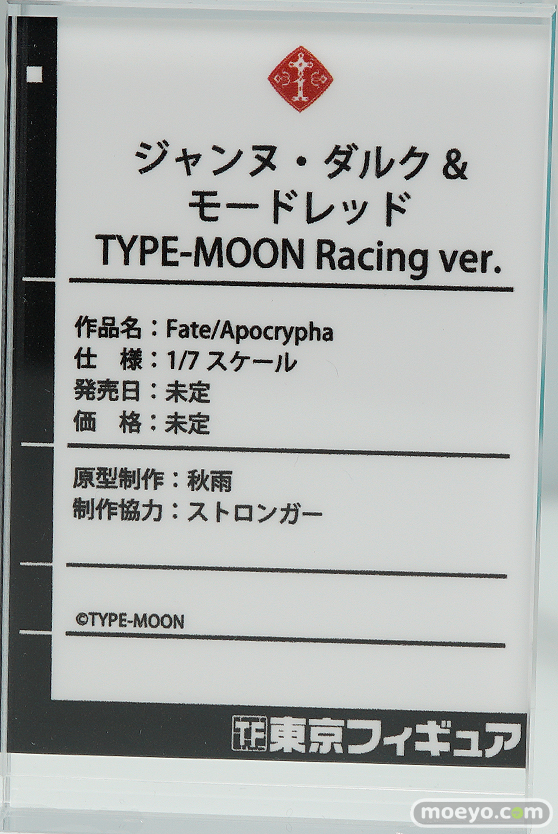 ジャンヌ・ダルク &
モードレッド
TYPE-MOON Racing ver.
作品名：Fate/Apocrypha
仕　様：1/7 スケール
発売日：未定
価　格：未定
原型制作：秋雨
制作協力：ストロンガー
©TYPE-MOON
TF 東京フィギュア
moeyo.com